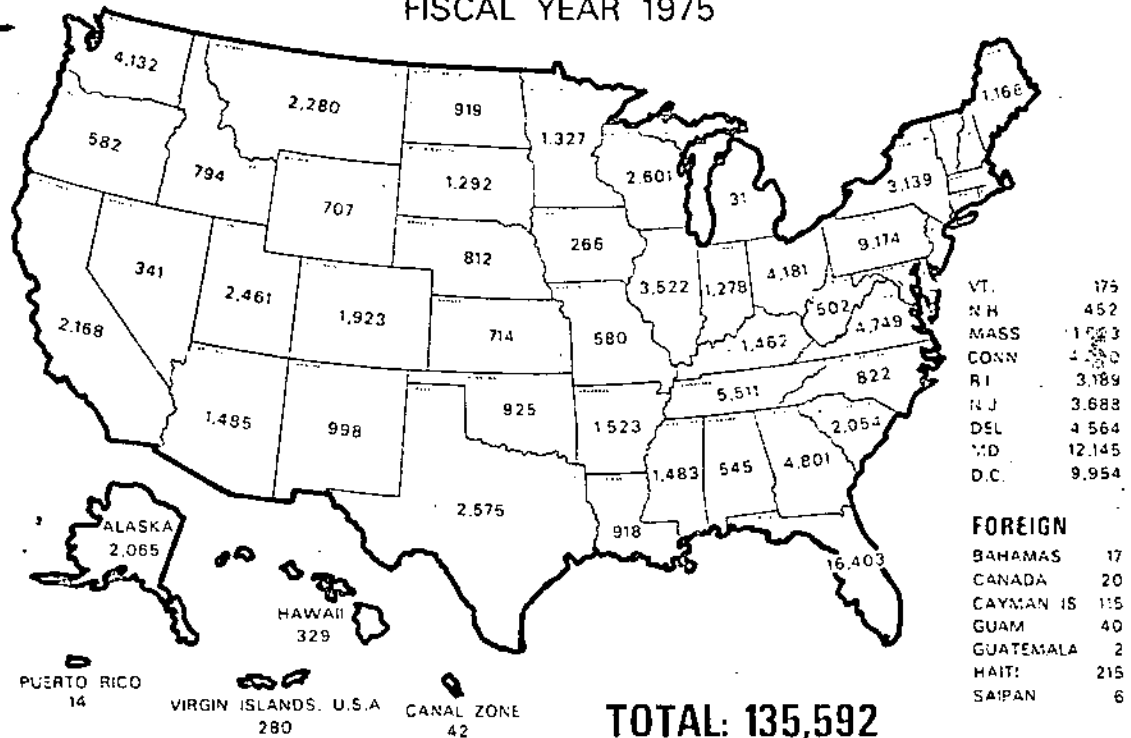 FISCAL YEAR 1975
4,132
2,280
919
1,327
1,168
582
794
1,292
2,601
31
3,139
707
266
9,174
341
812
4,181
2,461
3,522
1,278
502
1,923
4,749
2,168
714
580
1,462
5,511
822
1,485
925
998
1,523
2,054
1,483
545
4,801
2,575
918
16,403
VT.
N H 452
MASS
CONN
R I 3,189
N J 3,688
DEL 4 564
MD 12,145
D.C. 9,954
FOREIGN
BAHAMAS 17
CANADA 20
CAYMAN IS 115
GUAM 40
GUATEMALA 2
HAITI 215
SAIPAN 6
ALASKA
2,065
HAWAII
329
PUERTO RICO
14
VIRGIN ISLANDS, U.S.A
280
CANAL ZONE
42
TOTAL: 135,592